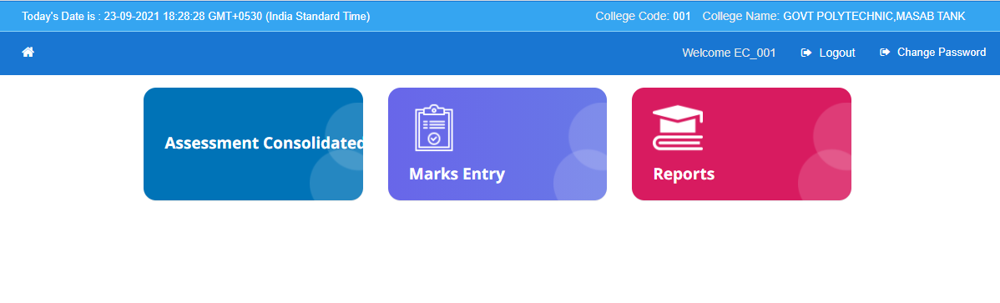 Today's Date is : 23-09-2021 18:28:28 GMT+0530 (India Standard Time) College Code: 001 College Name: GOVT POLYTECHNIC,MASAB TANK
Welcome EC_001 Logout Change Password
Assessment Consolidated
Marks Entry
Reports